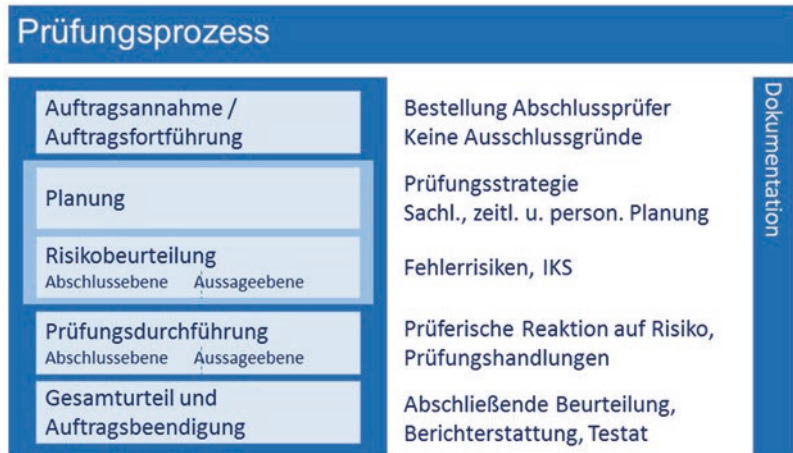 Prüfungsprozess
Auftragsannahme /
Auftragsfortführung
Bestellung Abschlussprüfer
Keine Ausschlussgründe
Planung
Prüfungsstrategie
Sachl., zeitl. u. person. Planung
Risikobeurteilung
Abschlussebene Aussageebene
Fehlerrisiken, IKS
Prüfungsdurchführung
Abschlussebene Aussageebene
Prüferische Reaktion auf Risiko,
Prüfungshandlungen
Gesamturteil und
Auftragsbeendigung
Abschließende Beurteilung,
Berichterstattung, Testat
Dokumentation